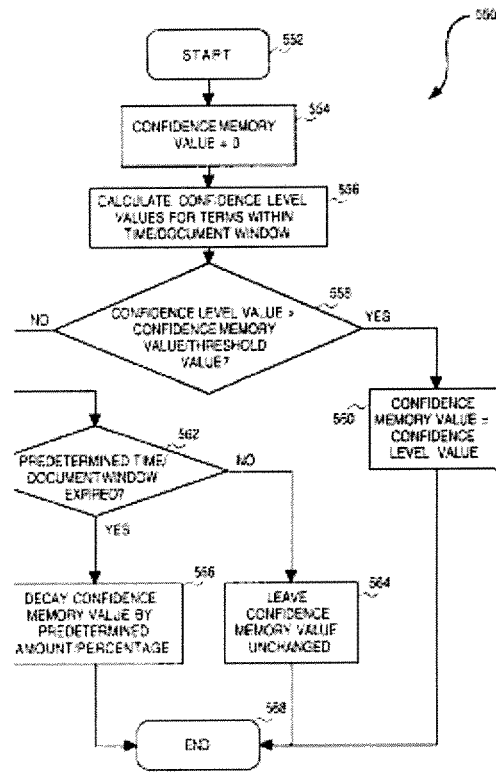 550
552
START
554
CONFIDENCE MEMORY
VALUE = 0
556
CALCULATE CONFIDENCE LEVEL
VALUES FOR TERMS WITHIN
TIME/DOCUMENT WINDOW
558
NO
CONFIDENCE LEVEL VALUE >
CONFIDENCE MEMORY
VALUE/THRESHOLD
VALUE?
YES
560
CONFIDENCE
MEMORY VALUE =
CONFIDENCE
LEVEL VALUE
562
PREDETERMINED TIME/
DOCUMENT WINDOW
EXPIRED?
NO
YES
566
DECAY CONFIDENCE
MEMORY VALUE BY
PREDETERMINED
AMOUNT/PERCENTAGE
564
LEAVE
CONFIDENCE
MEMORY VALUE
UNCHANGED
568
END